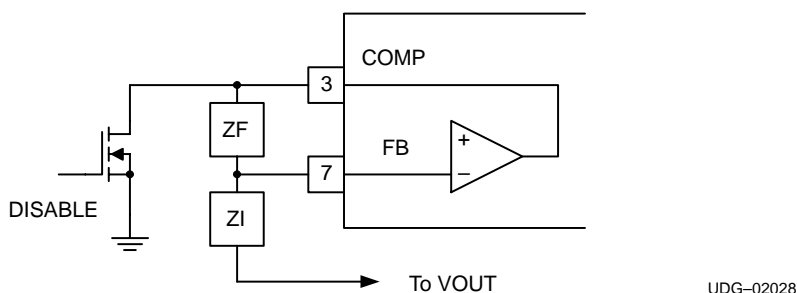 COMP
3
ZF
+
FB
7
–
DISABLE
ZI
To VOUT
UDG–02028